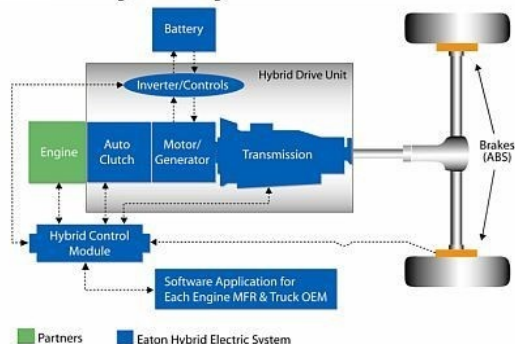 Battery
Hybrid Drive Unit
Inverter/Controls
Engine
Auto
Clutch
Motor/
Generator
Transmission
Brakes
(ABS)
Hybrid Control
Module
Software Application for
Each Engine MFR & Truck OEM
Partners
Eaton Hybrid Electric System